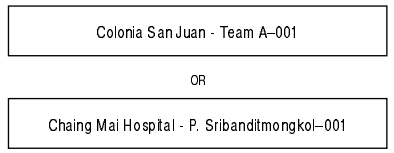 Colonia San Juan - Team A–001
OR
Chaing Mai Hospital - P. Sribanditmongkol–001